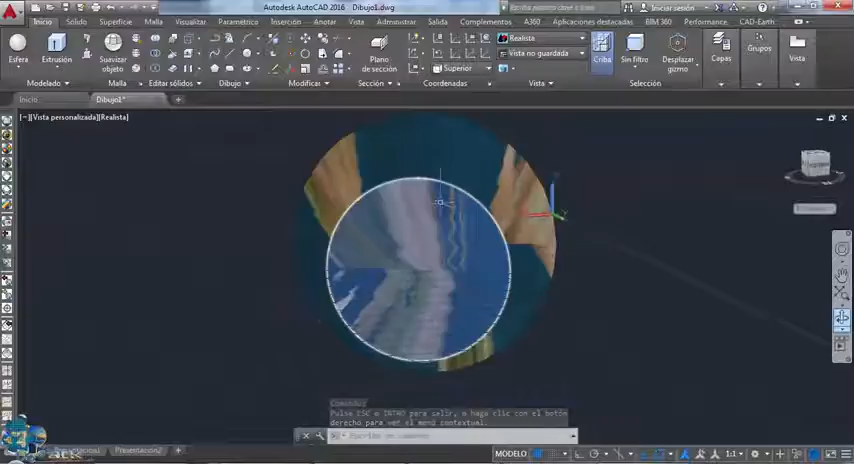 Autodesk AutoCAD 2016   Dibujo1.dwg
Iniciar sesión
Inicio Sólido Superficie Malla Visualizar Paramétrico Inserción Anotar Vista Administrar Salida Complementos A360 Aplicaciones destacadas BIM 360 Performance CAD-Earth
Realista
Vista no guardada
Superior
Esfera Extrusión Suavizar objeto Plano de sección Criba Sin filtro Desplazar gizmo Capas Grupos Vista
Modelado Malla Editar sólidos Dibujo Modificar Sección Coordenadas Vista Selección
Inicio Dibujo1*
[−][Vista personalizada][Realista]
Comando:
Pulse ESC o INTRO para salir, o haga clic con el botón
derecho para ver el menú contextual.
Escriba un comando
Presentación2
MODELO 1:1